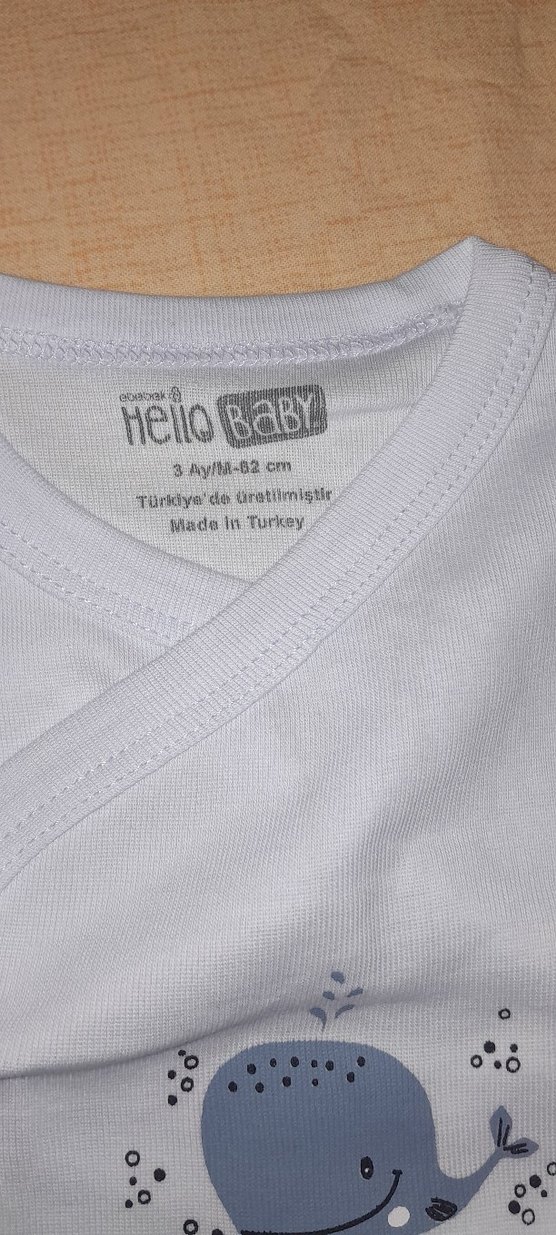 ebebek
Hello BABY
3 Ay/M-62 cm
Türkiye'de üretilmiştir
Made in Turkey